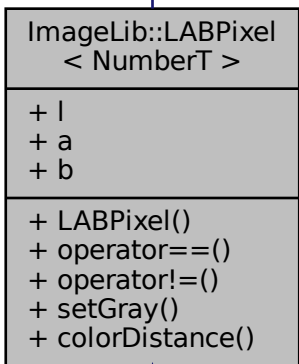 ImageLib::LABPixel
< NumberT >
+ l
+ a
+ b
+ LABPixel()
+ operator==()
+ operator!=()
+ setGray()
+ colorDistance()